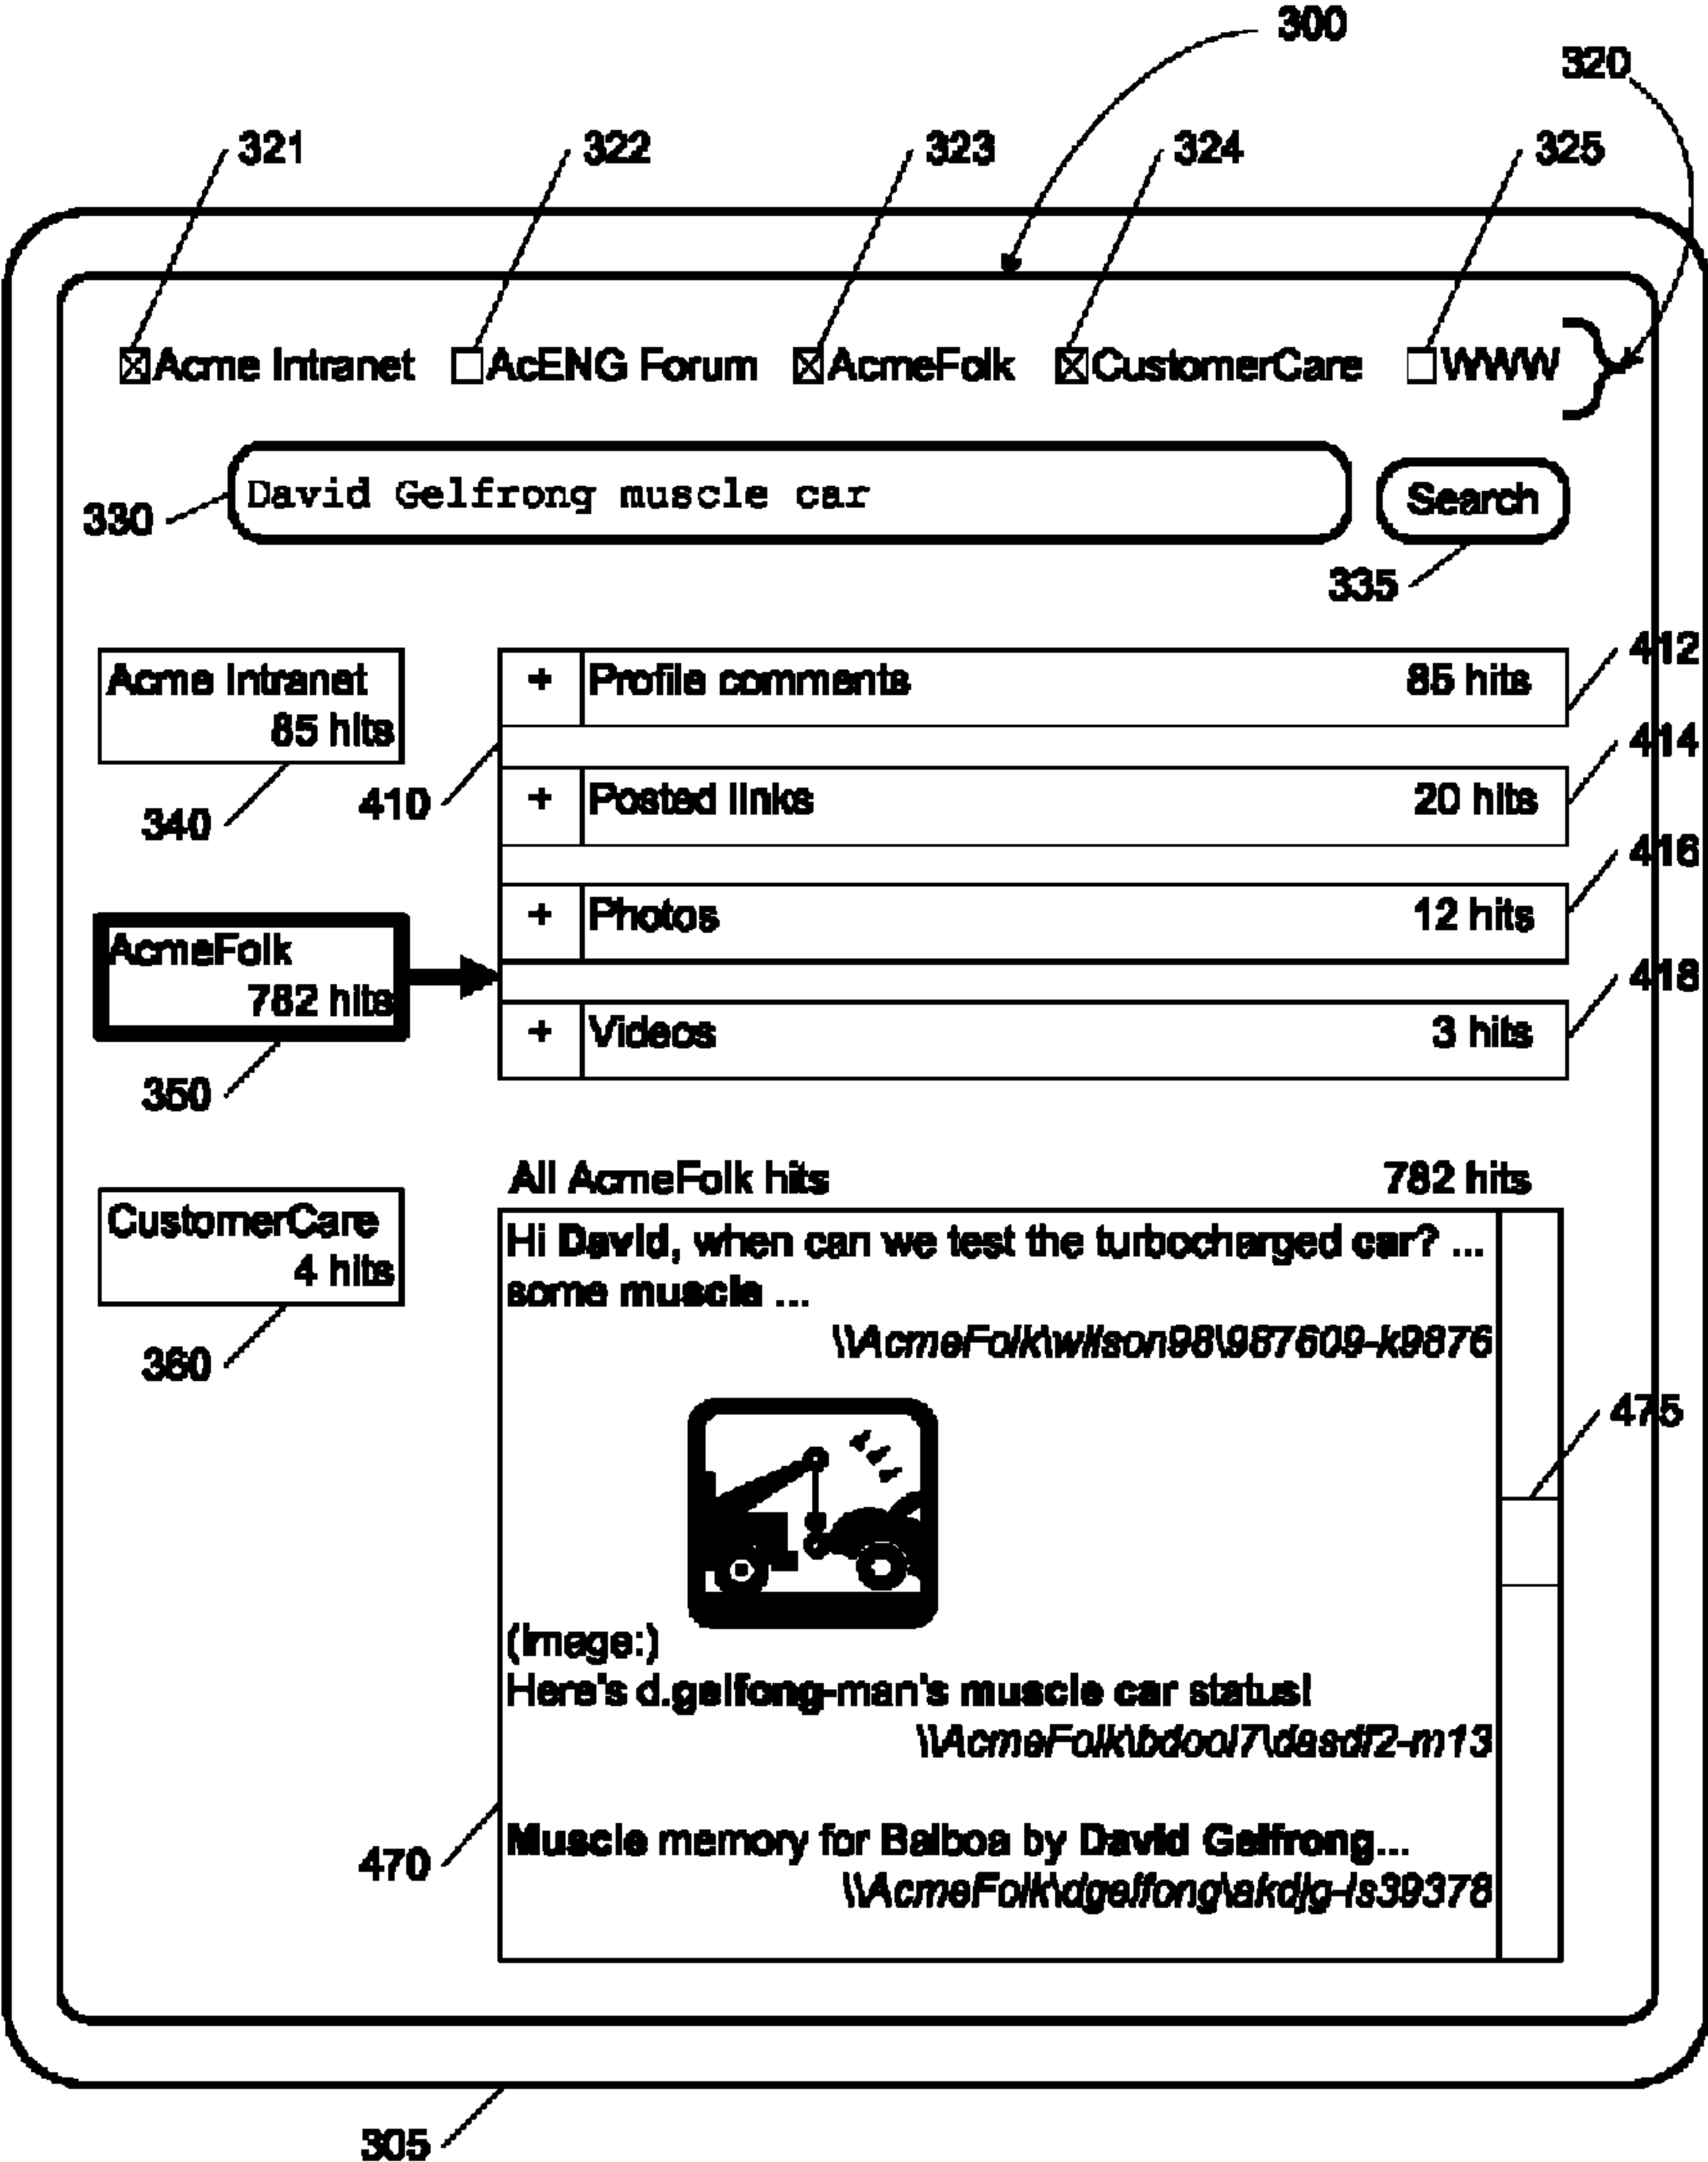 300
320
321 322 323 324 325
Acme Intranet AcENG Forum AcmeFolk CustomerCare WWW
David Gelfrong muscle car Search
330
335
412
Acme Intranet
85 hits
340
410
+ Profile comments 85 hits
414
+ Posted links 20 hits
416
+ Photos 12 hits
418
+ Videos 3 hits
AcmeFolk
782 hits
350
CustomerCare
4 hits
360
All AcmeFolk hits 782 hits
Hi David, when can we test the turbocharged car? ...
some muscle ...
\\AcmeFolk\wilson98\987609-k9876
475
(Image:)
Here's d.gelfong-man's muscle car status!
\\AcmeFolk\bdool7\dasdf2-m13
Muscle memory for Balboa by David Gelfrong...
\\AcmeFolk\dgelfong\akdjg-ls39378
470
305